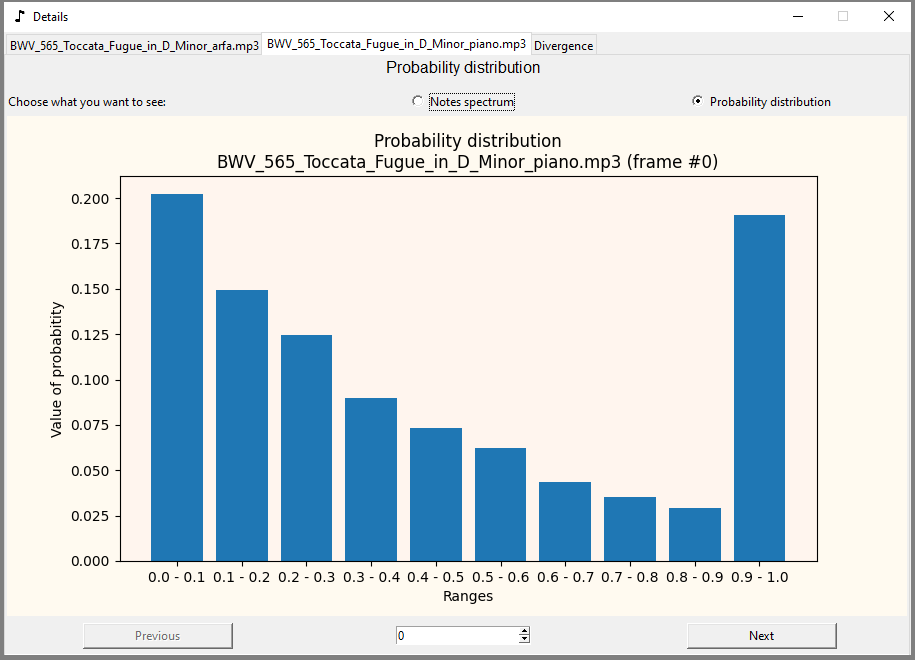 Details
BWV_565_Toccata_Fugue_in_D_Minor_arfa.mp3 BWV_565_Toccata_Fugue_in_D_Minor_piano.mp3 Divergence
Probability distribution
Choose what you want to see: Notes spectrum Probability distribution
Probability distribution
BWV_565_Toccata_Fugue_in_D_Minor_piano.mp3 (frame #0)
0.200
0.175
0.150
0.125
0.100
0.075
0.050
0.025
0.000
Value of probabitity
0.0 - 0.1 0.1 - 0.2 0.2 - 0.3 0.3 - 0.4 0.4 - 0.5 0.5 - 0.6 0.6 - 0.7 0.7 - 0.8 0.8 - 0.9 0.9 - 1.0
Ranges
Previous 0 Next